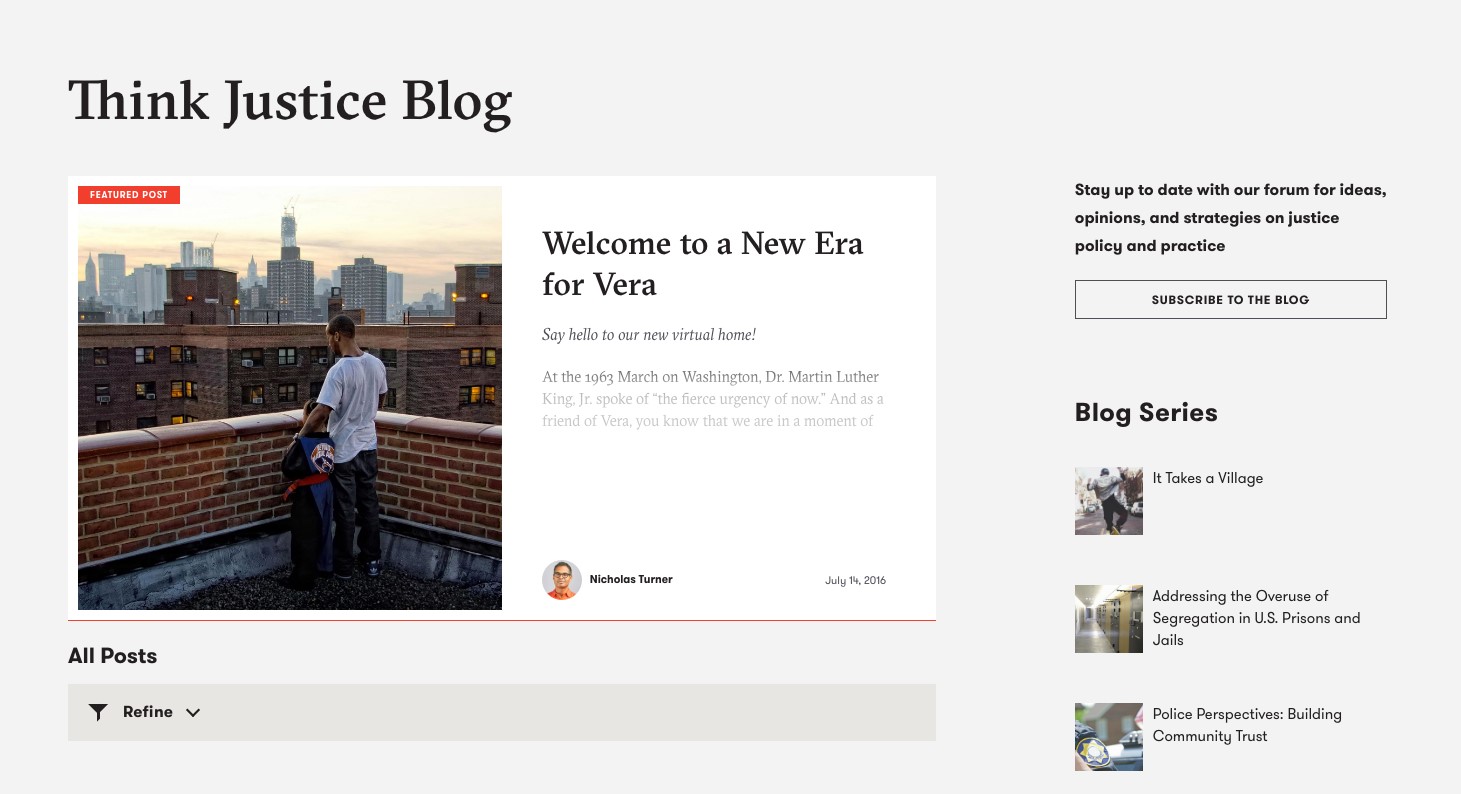 Think Justice Blog
FEATURED POST
Welcome to a New Era
for Vera
Say hello to our new virtual home!
At the 1963 March on Washington, Dr. Martin Luther
King, Jr. spoke of “the fierce urgency of now.” And as a
friend of Vera, you know that we are in a moment of
Nicholas Turner
July 14, 2016
All Posts
Refine
Stay up to date with our forum for ideas,
opinions, and strategies on justice
policy and practice
SUBSCRIBE TO THE BLOG
Blog Series
It Takes a Village
Addressing the Overuse of
Segregation in U.S. Prisons and
Jails
Police Perspectives: Building
Community Trust